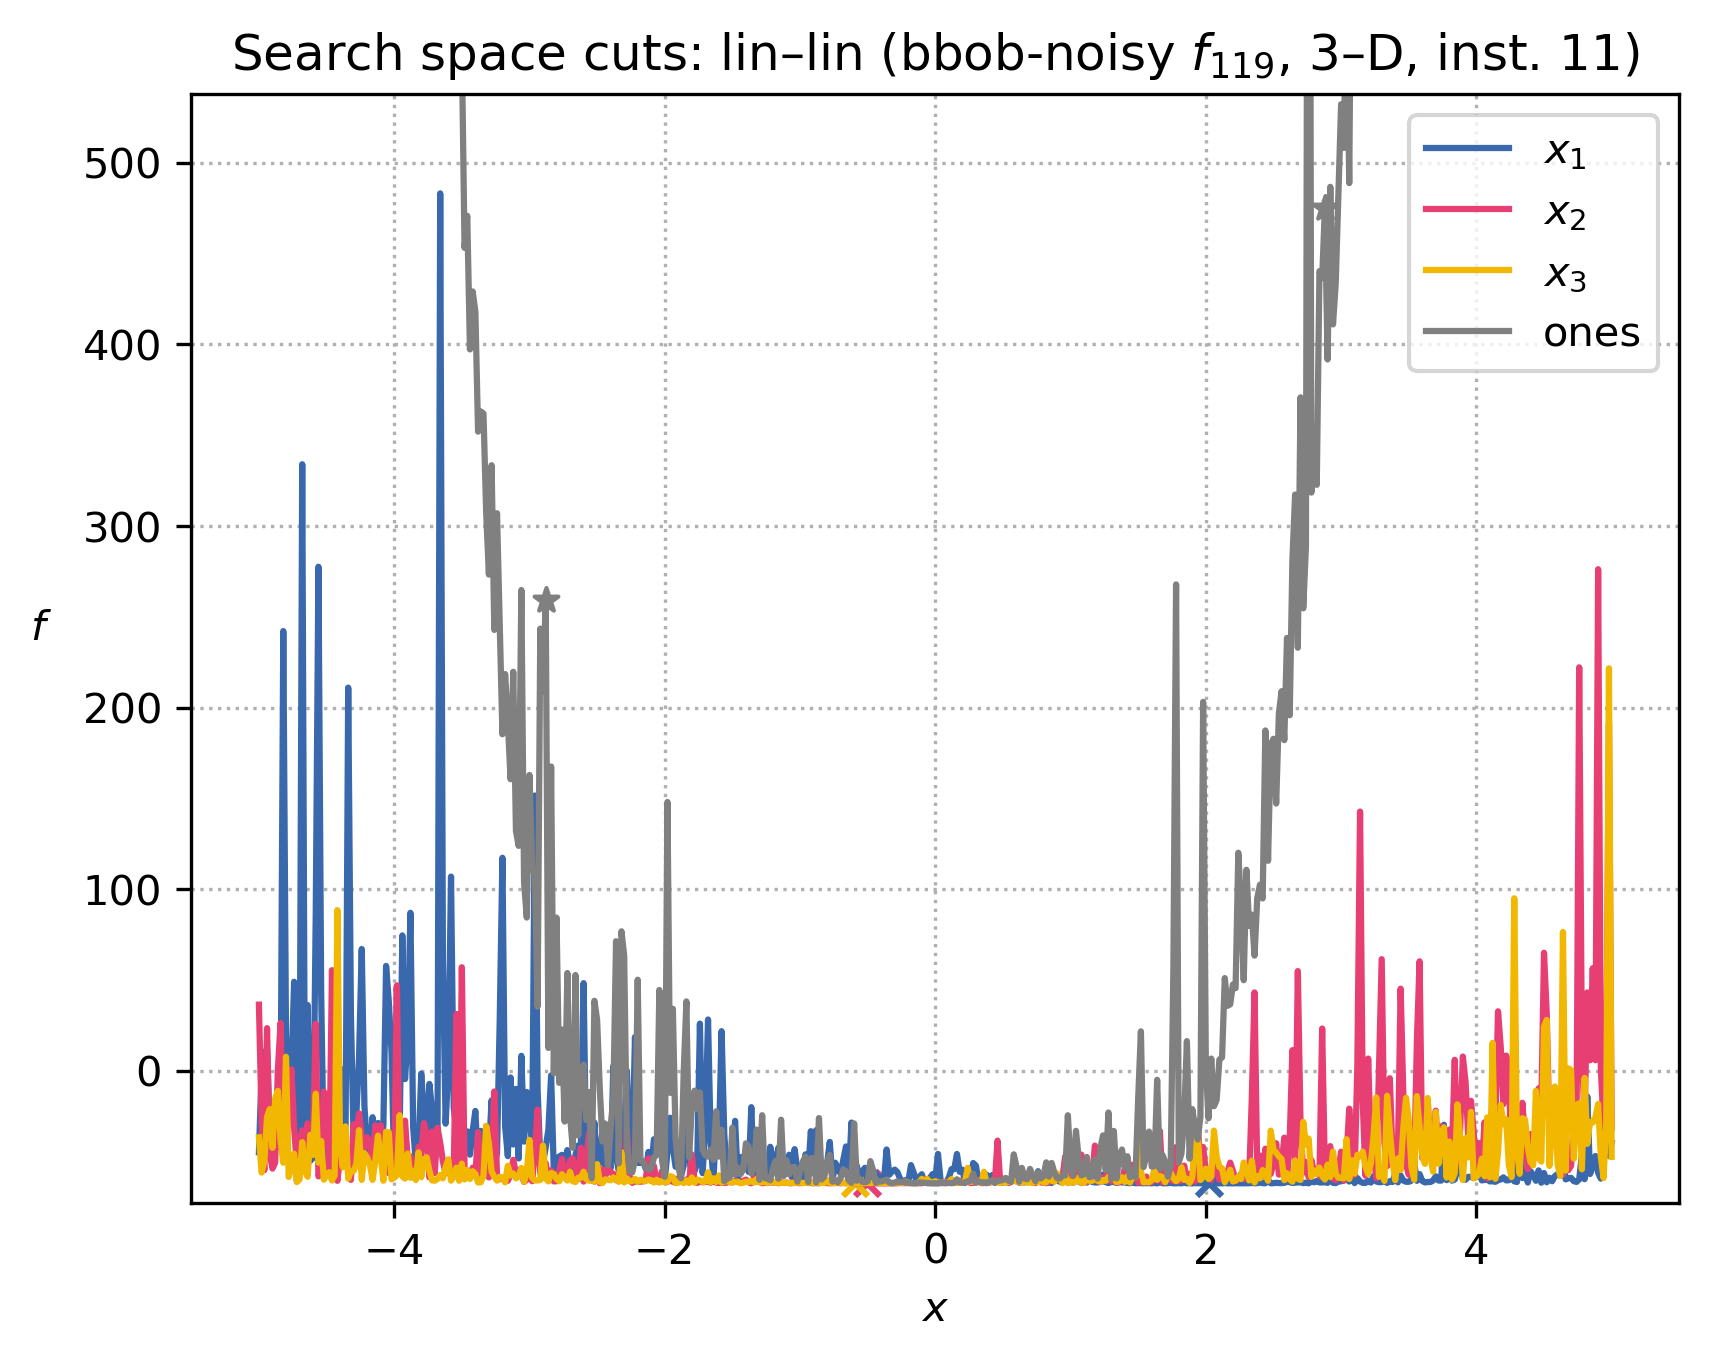 Search space cuts: lin–lin (bbob-noisy f₁₁₉, 3–D, inst. 11)
500
400
300
200
100
0
f
−4
−2
0
2
4
x
x₁
x₂
x₃
ones